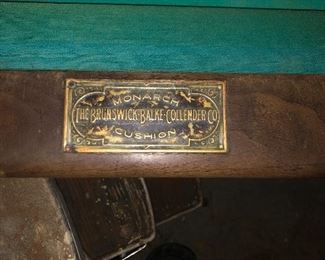 MONARCH
THE BRUNSWICK-BALKE-COLLENDER CO
CUSHION